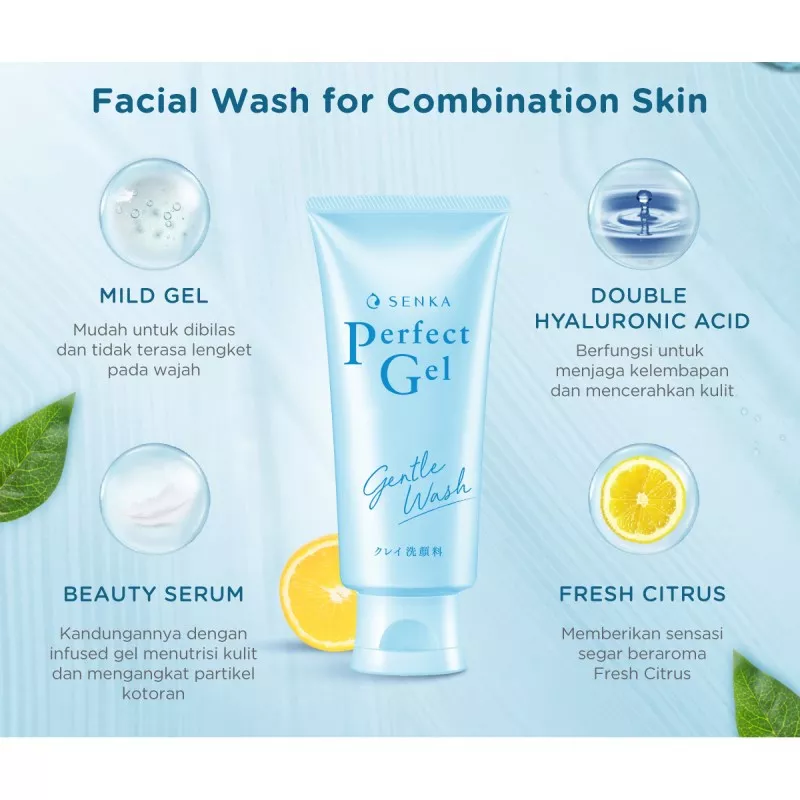 Facial Wash for Combination Skin
MILD GEL
Mudah untuk dibilas
dan tidak terasa lengket
pada wajah
BEAUTY SERUM
Kandungannya dengan
infused gel menutrisi kulit
dan mengangkat partikel
kotoran
SENKA
Perfect
Gel
Gentle
Wash
クレイ洗顔料
DOUBLE
HYALURONIC ACID
Berfungsi untuk
menjaga kelembapan
dan mencerahkan kulit
FRESH CITRUS
Memberikan sensasi
segar beraroma
Fresh Citrus